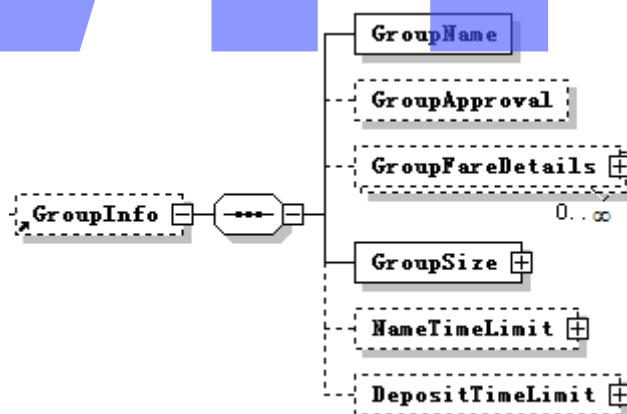 GroupName
GroupApproval
GroupFareDetails
0..∞
GroupInfo
GroupSize
NameTimeLimit
DepositTimeLimit